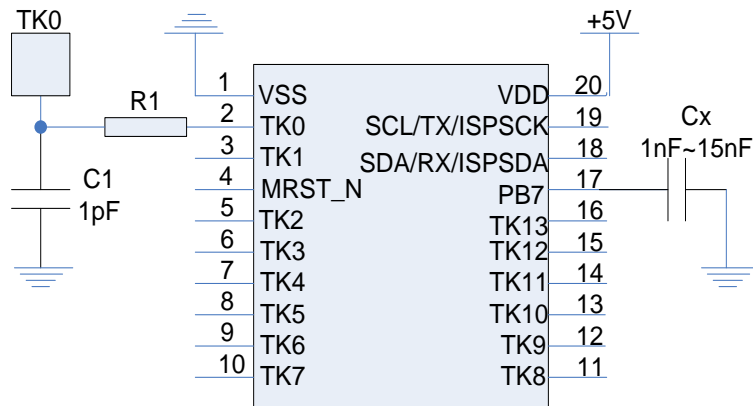 TK0
+5V
1 VSS VDD 20
R1
2 TK0 SCL/TX/ISPSCK 19
Cx
1nF~15nF
3 TK1 SDA/RX/ISPSDA 18
C1
1pF
4 MRST_N PB7 17
5 TK2 TK13 16
6 TK3 TK12 15
7 TK4 TK11 14
8 TK5 TK10 13
9 TK6 TK9 12
10 TK7 TK8 11